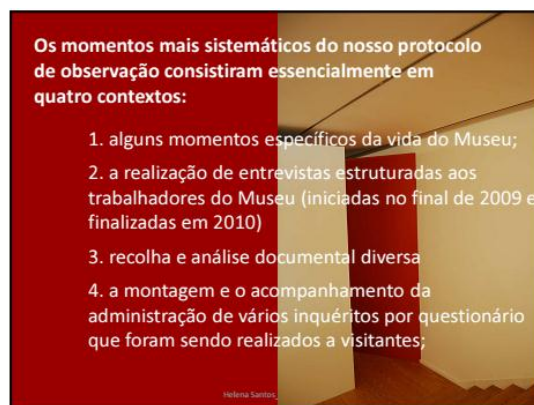 Os momentos mais sistemáticos do nosso protocolo
de observação consistiram essencialmente em
quatro contextos:
1. alguns momentos específicos da vida do Museu;
2. a realização de entrevistas estruturadas aos
trabalhadores do Museu (iniciadas no final de 2009 e
finalizadas em 2010)
3. recolha e análise documental diversa
4. a montagem e o acompanhamento da
administração de vários inquéritos por questionário
que foram sendo realizados a visitantes;
Helena Santos_